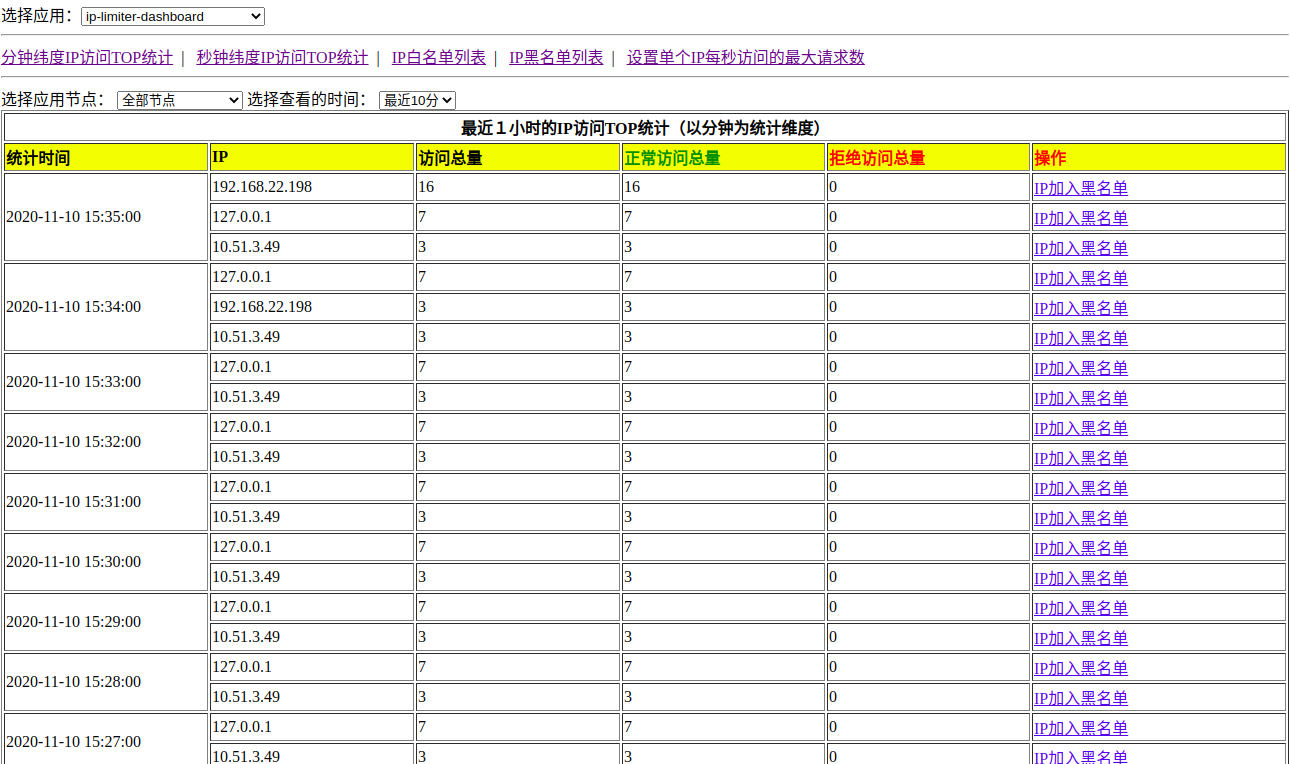 选择应用： ip-limiter-dashboard
分钟纬度IP访问TOP统计 | 秒钟纬度IP访问TOP统计 | IP白名单列表 | IP黑名单列表 | 设置单个IP每秒访问的最大请求数
选择应用节点： 全部节点 选择查看的时间： 最近10分
最近１小时的IP访问TOP统计（以分钟为统计维度）
统计时间 IP 访问总量 正常访问总量 拒绝访问总量 操作
2020-11-10 15:35:00 192.168.22.198 16 16 0 IP加入黑名单
127.0.0.1 7 7 0 IP加入黑名单
10.51.3.49 3 3 0 IP加入黑名单
2020-11-10 15:34:00 127.0.0.1 7 7 0 IP加入黑名单
192.168.22.198 3 3 0 IP加入黑名单
10.51.3.49 3 3 0 IP加入黑名单
2020-11-10 15:33:00 127.0.0.1 7 7 0 IP加入黑名单
10.51.3.49 3 3 0 IP加入黑名单
2020-11-10 15:32:00 127.0.0.1 7 7 0 IP加入黑名单
10.51.3.49 3 3 0 IP加入黑名单
2020-11-10 15:31:00 127.0.0.1 7 7 0 IP加入黑名单
10.51.3.49 3 3 0 IP加入黑名单
2020-11-10 15:30:00 127.0.0.1 7 7 0 IP加入黑名单
10.51.3.49 3 3 0 IP加入黑名单
2020-11-10 15:29:00 127.0.0.1 7 7 0 IP加入黑名单
10.51.3.49 3 3 0 IP加入黑名单
2020-11-10 15:28:00 127.0.0.1 7 7 0 IP加入黑名单
10.51.3.49 3 3 0 IP加入黑名单
2020-11-10 15:27:00 127.0.0.1 7 7 0 IP加入黑名单
10.51.3.49 3 3 0 IP加入黑名单